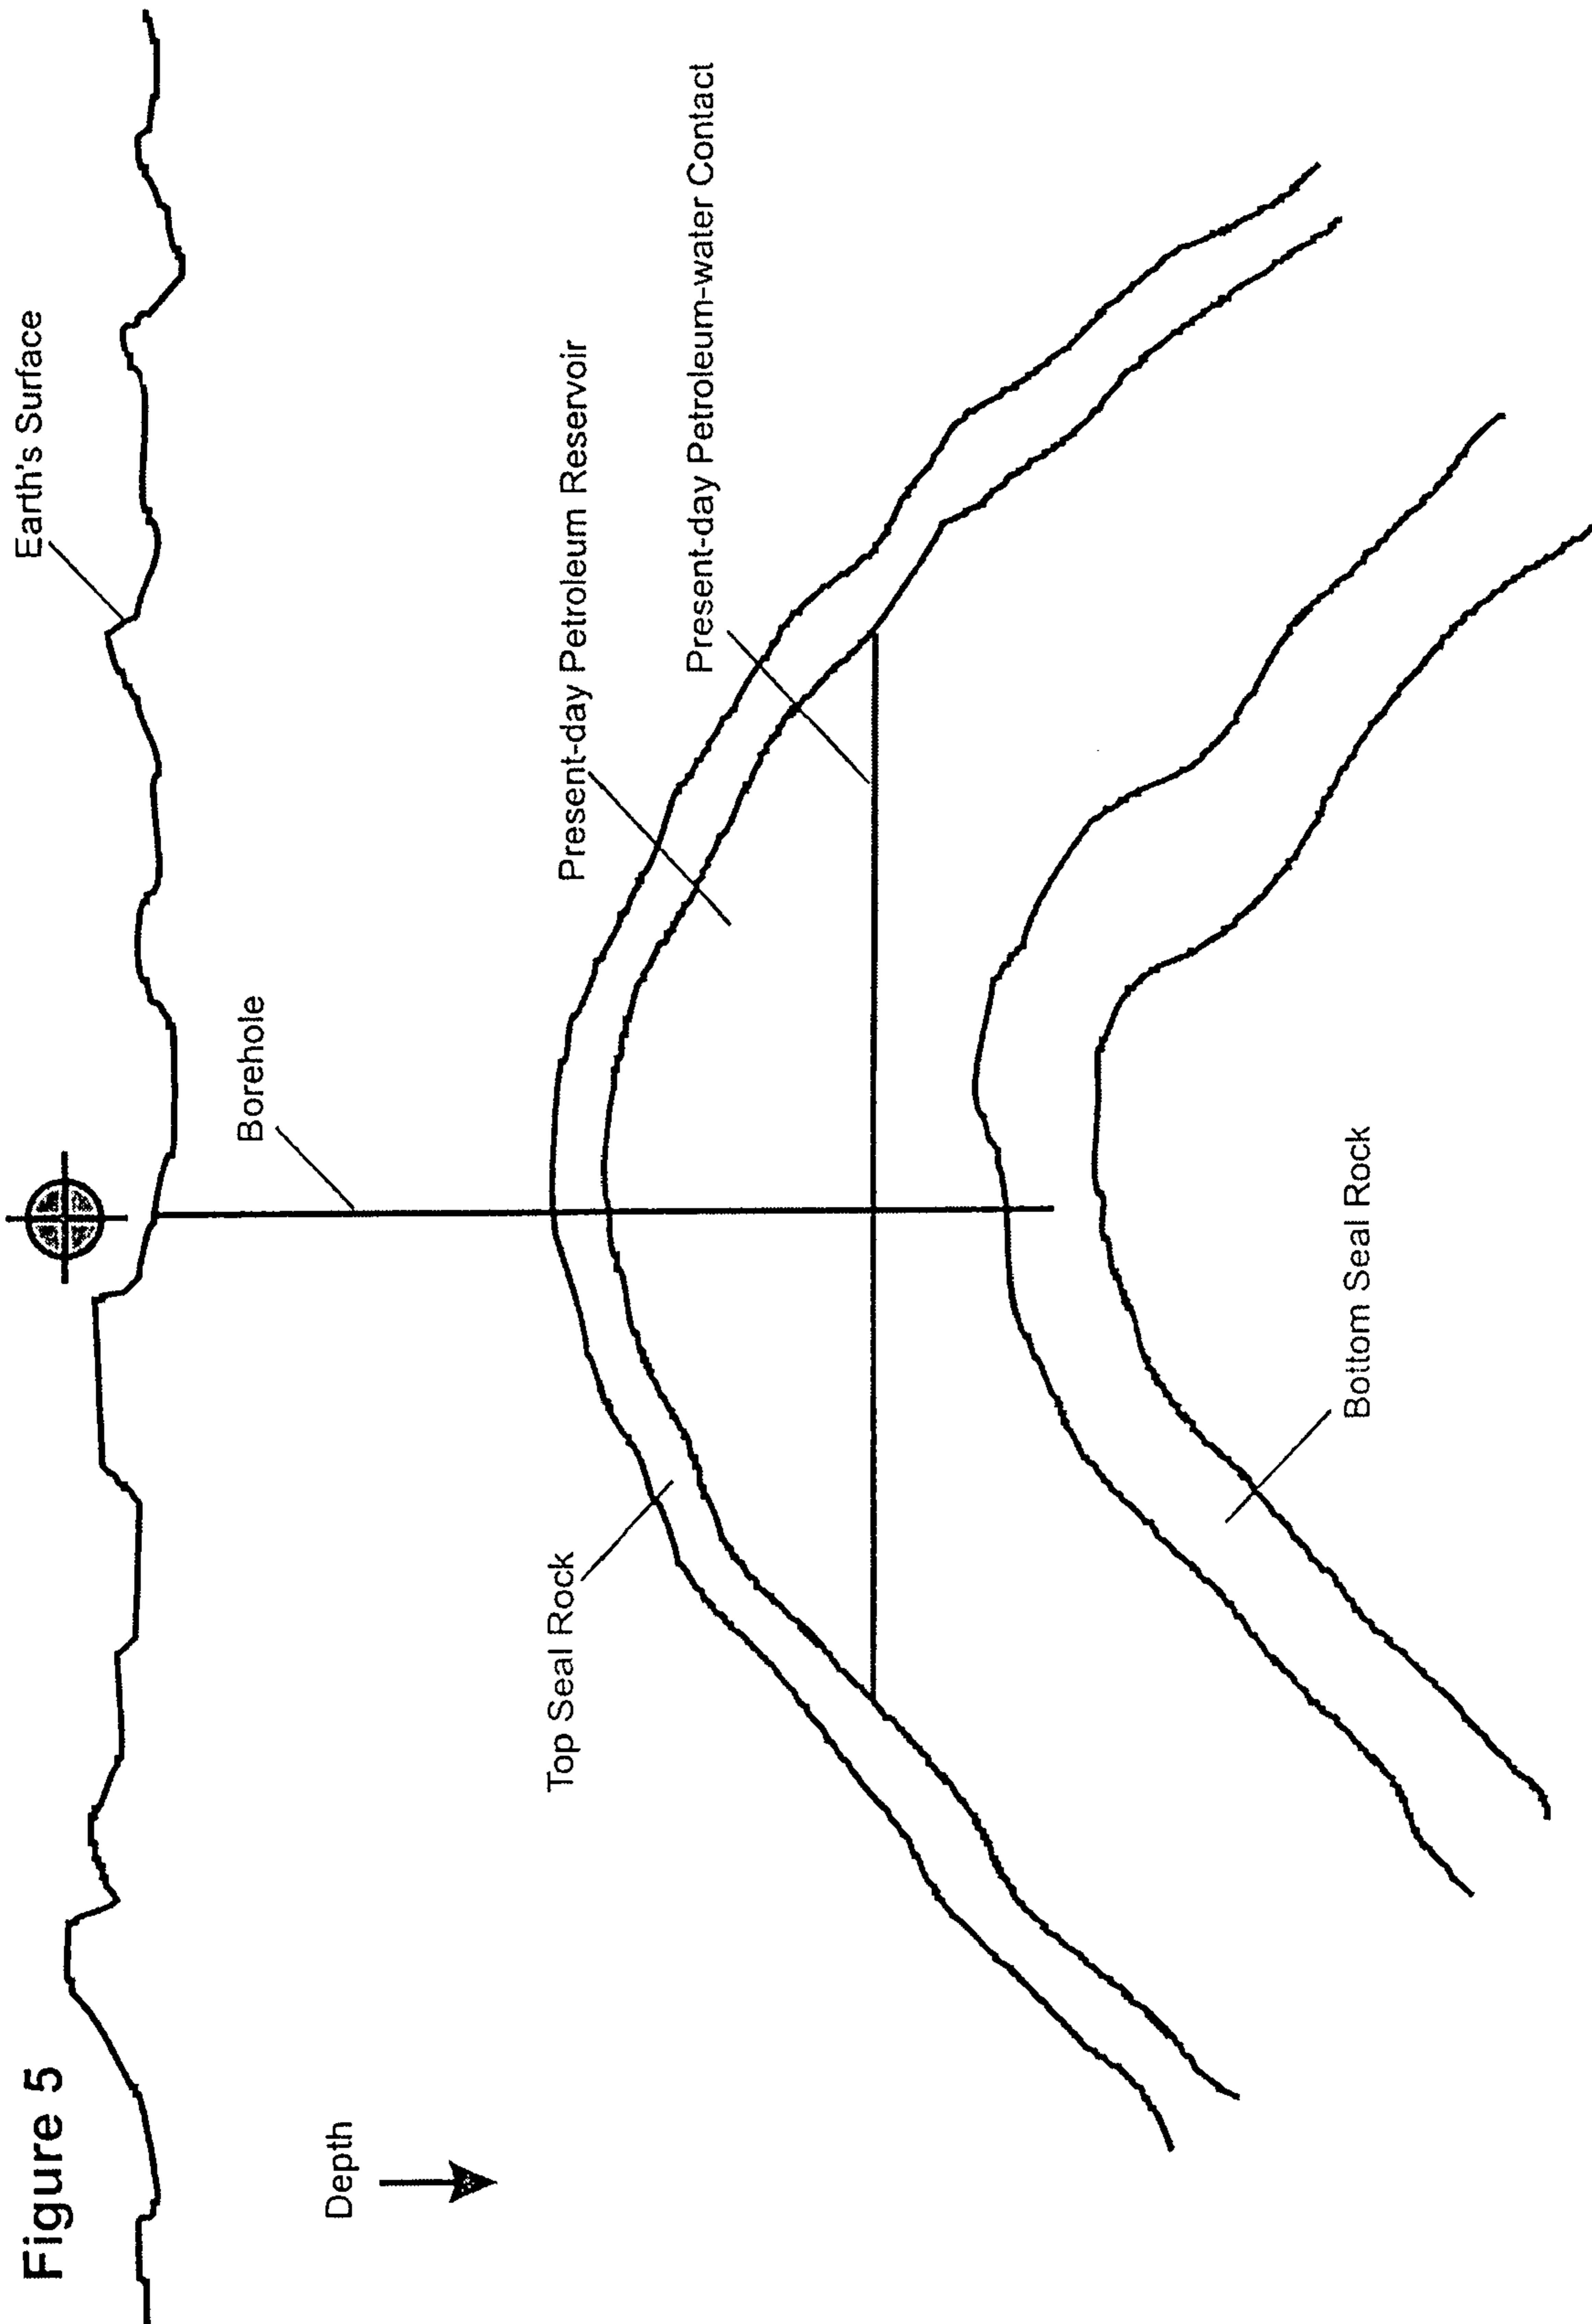 Figure 5
Earth's Surface
Depth
Borehole
Top Seal Rock
Present-day Petroleum Reservoir
Present-day Petroleum-water Contact
Bottom Seal Rock